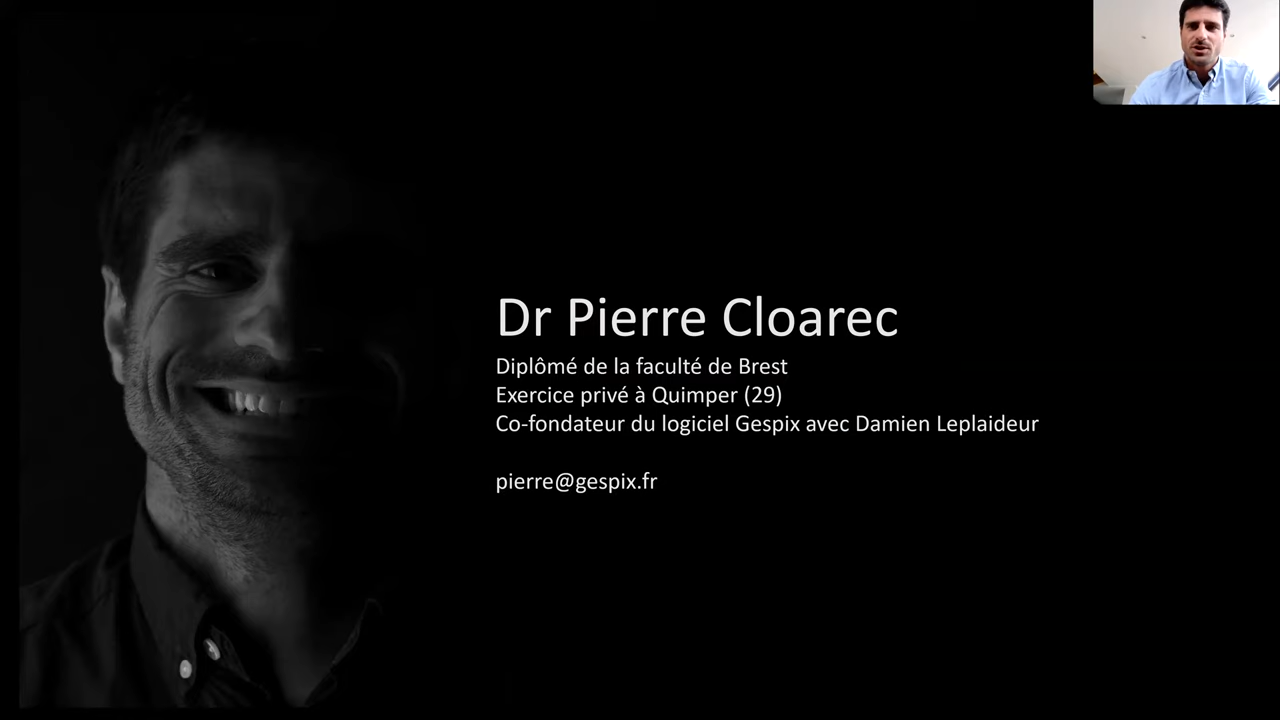 Dr Pierre Cloarec
Diplômé de la faculté de Brest
Exercice privé à Quimper (29)
Co-fondateur du logiciel Gespix avec Damien Leplaideur
pierre@gespix.fr